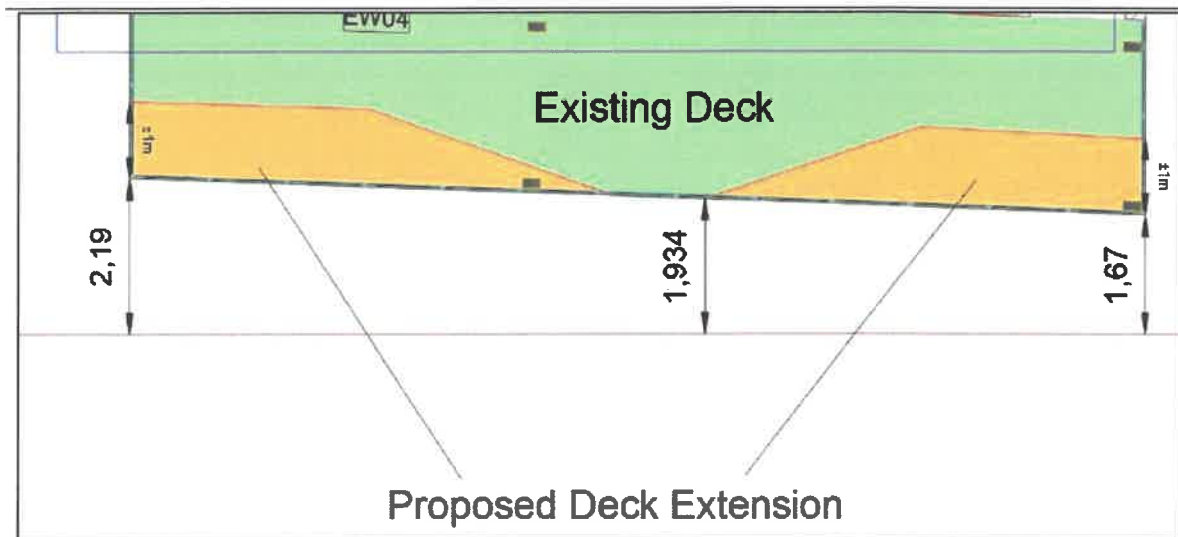 EW04
Existing Deck
±1m
±1m
2,19
1,934
1,67
Proposed Deck Extension